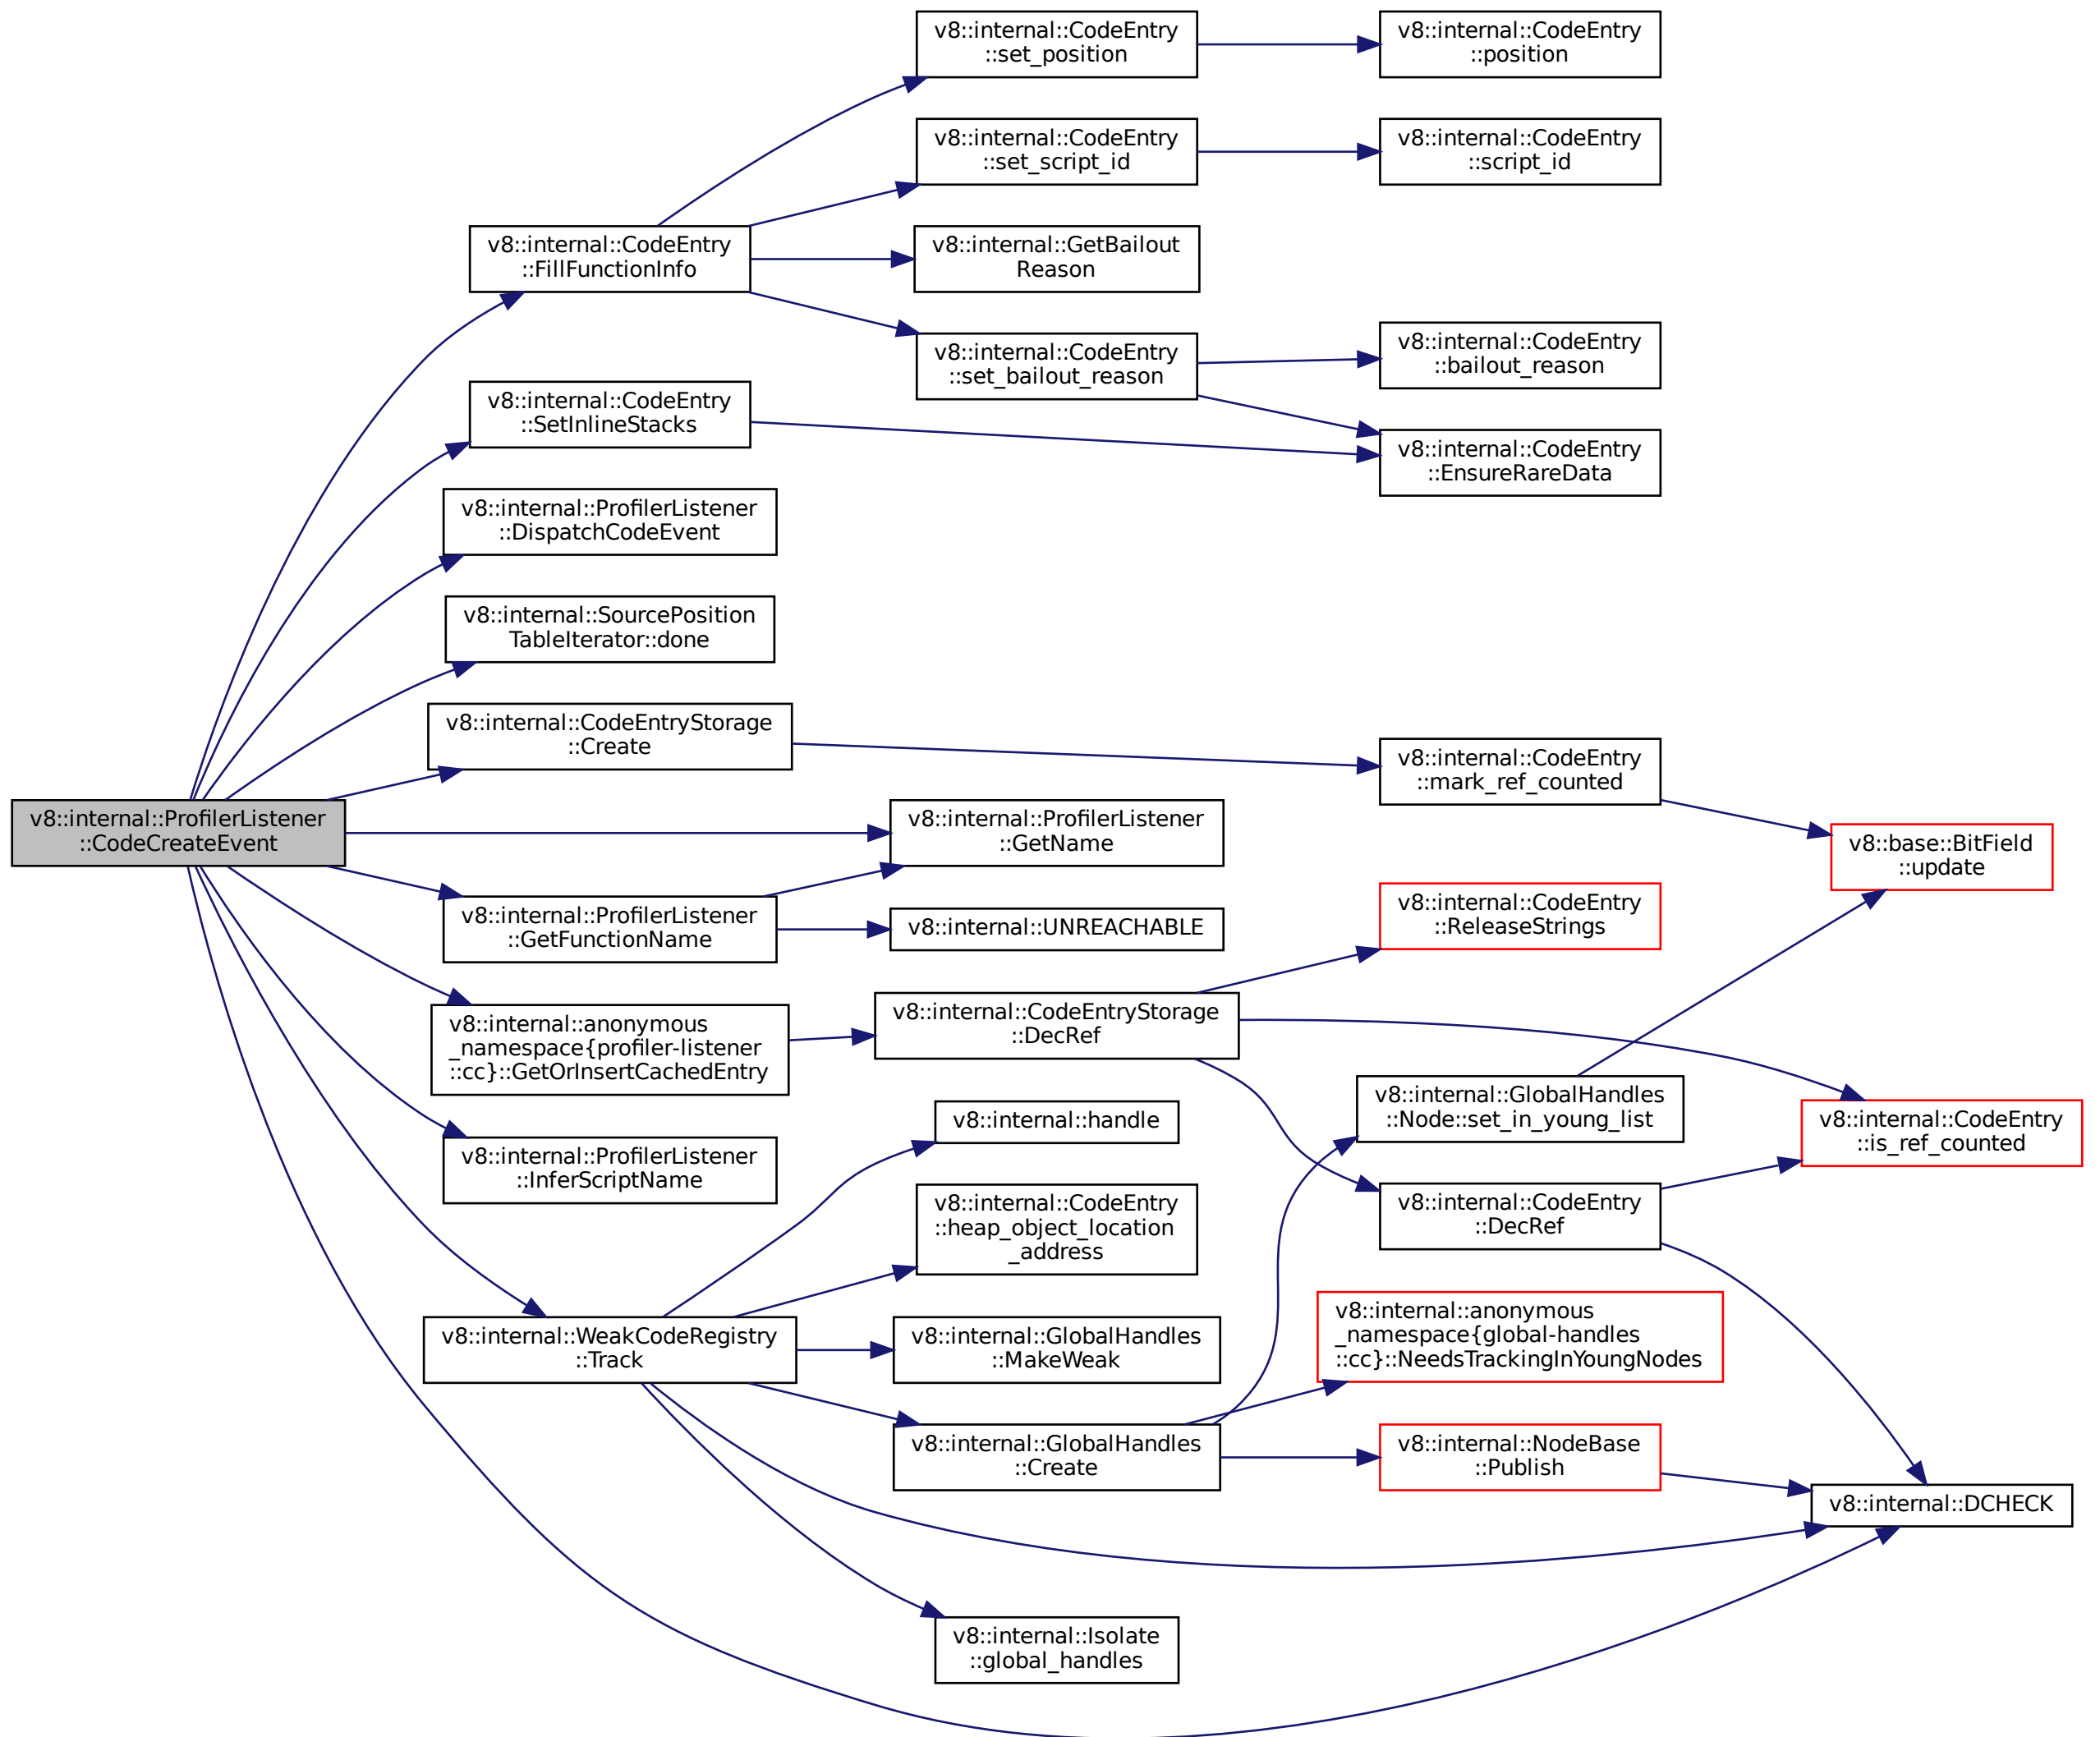 v8::internal::ProfilerListener
::CodeCreateEvent
v8::internal::CodeEntry
::FillFunctionInfo
v8::internal::CodeEntry
::SetInlineStacks
v8::internal::ProfilerListener
::DispatchCodeEvent
v8::internal::SourcePosition
TableIterator::done
v8::internal::CodeEntryStorage
::Create
v8::internal::ProfilerListener
::GetFunctionName
v8::internal::anonymous
_namespace{profiler-listener
::cc}::GetOrInsertCachedEntry
v8::internal::ProfilerListener
::InferScriptName
v8::internal::WeakCodeRegistry
::Track
v8::internal::CodeEntry
::set_position
v8::internal::CodeEntry
::set_script_id
v8::internal::GetBailout
Reason
v8::internal::CodeEntry
::set_bailout_reason
v8::internal::ProfilerListener
::GetName
v8::internal::UNREACHABLE
v8::internal::CodeEntryStorage
::DecRef
v8::internal::handle
v8::internal::CodeEntry
::heap_object_location
_address
v8::internal::GlobalHandles
::MakeWeak
v8::internal::GlobalHandles
::Create
v8::internal::Isolate
::global_handles
v8::internal::CodeEntry
::position
v8::internal::CodeEntry
::script_id
v8::internal::CodeEntry
::bailout_reason
v8::internal::CodeEntry
::EnsureRareData
v8::internal::CodeEntry
::mark_ref_counted
v8::internal::CodeEntry
::ReleaseStrings
v8::internal::GlobalHandles
::Node::set_in_young_list
v8::internal::CodeEntry
::DecRef
v8::internal::anonymous
_namespace{global-handles
::cc}::NeedsTrackingInYoungNodes
v8::internal::NodeBase
::Publish
v8::base::BitField
::update
v8::internal::CodeEntry
::is_ref_counted
v8::internal::DCHECK